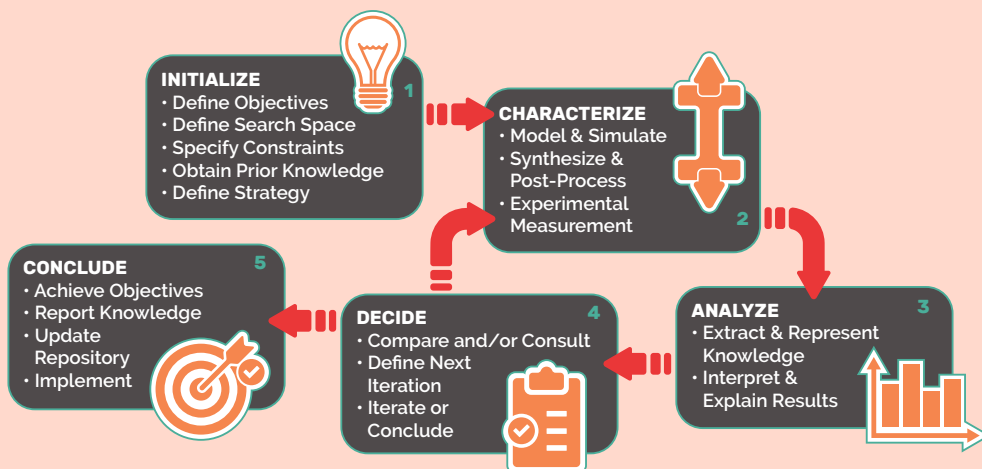 INITIALIZE
1
• Define Objectives
• Define Search Space
• Specify Constraints
• Obtain Prior Knowledge
• Define Strategy
CHARACTERIZE
• Model & Simulate
• Synthesize &
Post-Process
• Experimental
Measurement
2
ANALYZE
3
• Extract & Represent
Knowledge
• Interpret &
Explain Results
DECIDE
4
• Compare and/or Consult
• Define Next
Iteration
• Iterate or
Conclude
CONCLUDE
5
• Achieve Objectives
• Report Knowledge
• Update
Repository
• Implement